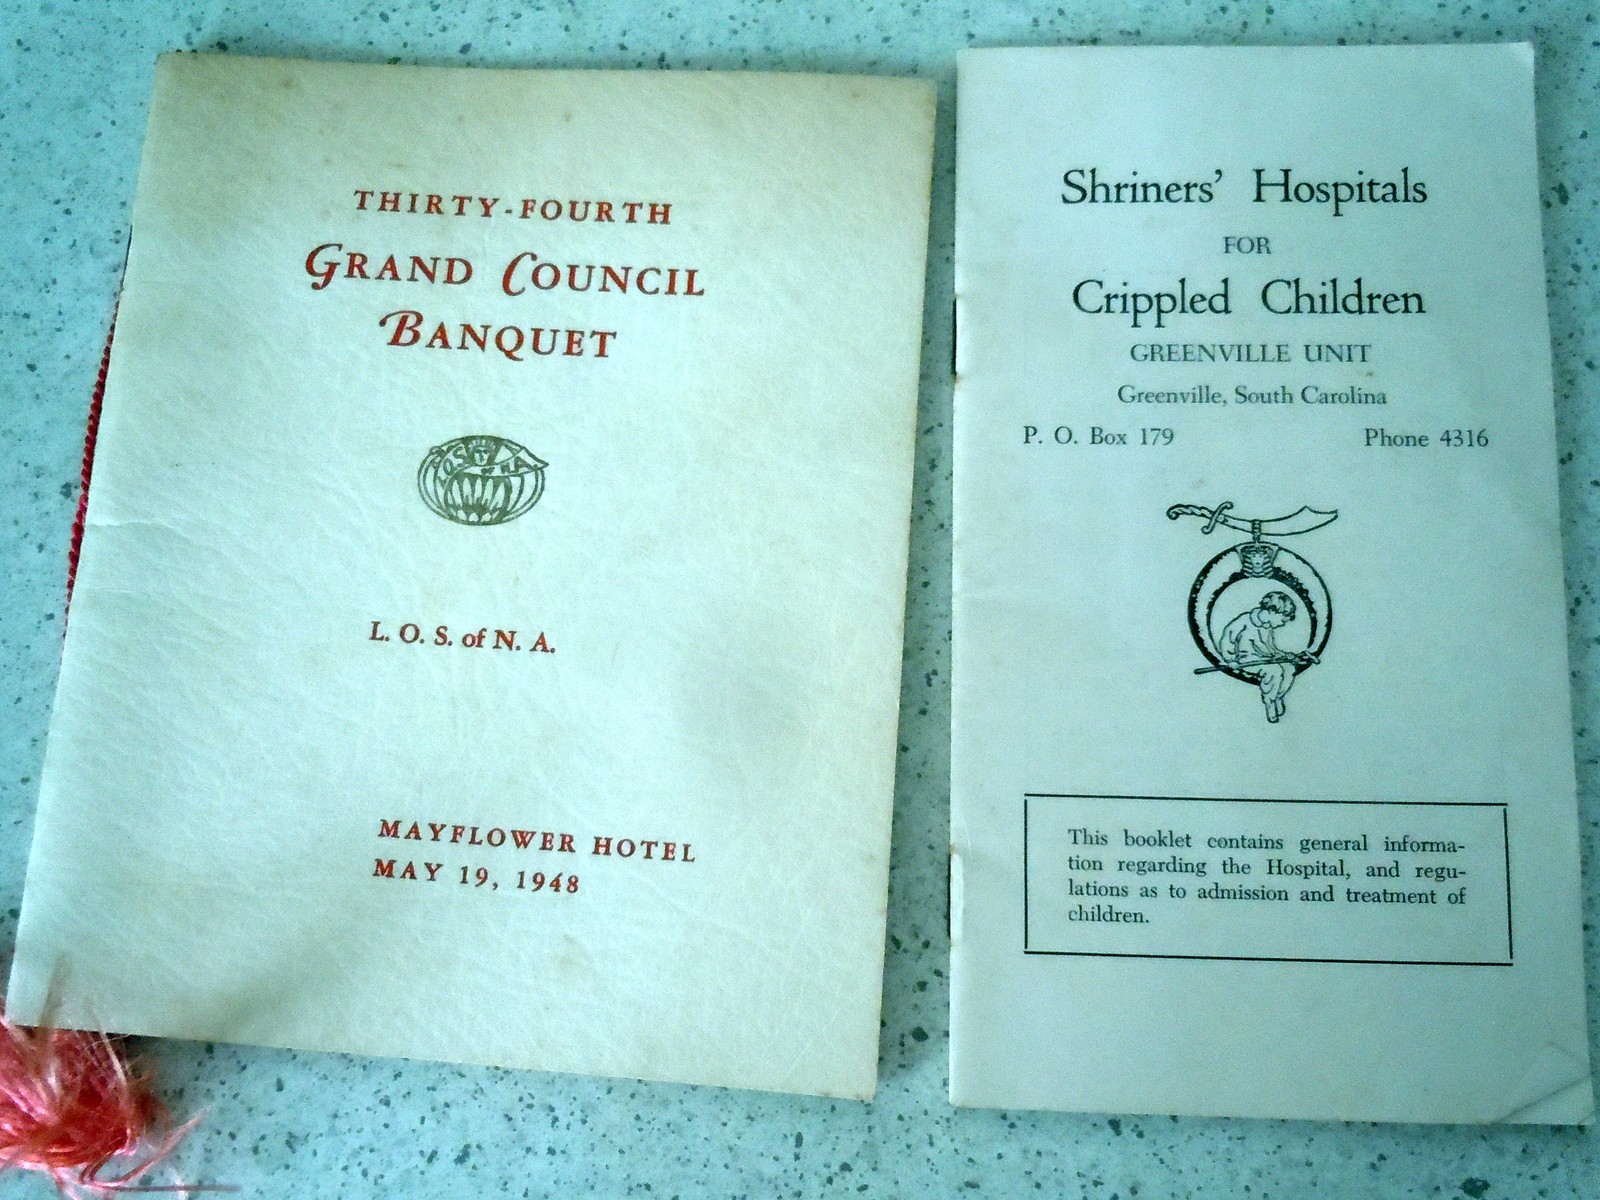 THIRTY-FOURTH
GRAND COUNCIL
BANQUET
L.O.S. of N.A.
L. O. S. of N. A.
MAYFLOWER HOTEL
MAY 19, 1948
Shriners' Hospitals
FOR
Crippled Children
GREENVILLE UNIT
Greenville, South Carolina
P. O. Box 179 Phone 4316
This booklet contains general informa-
tion regarding the Hospital, and regu-
lations as to admission and treatment of
children.